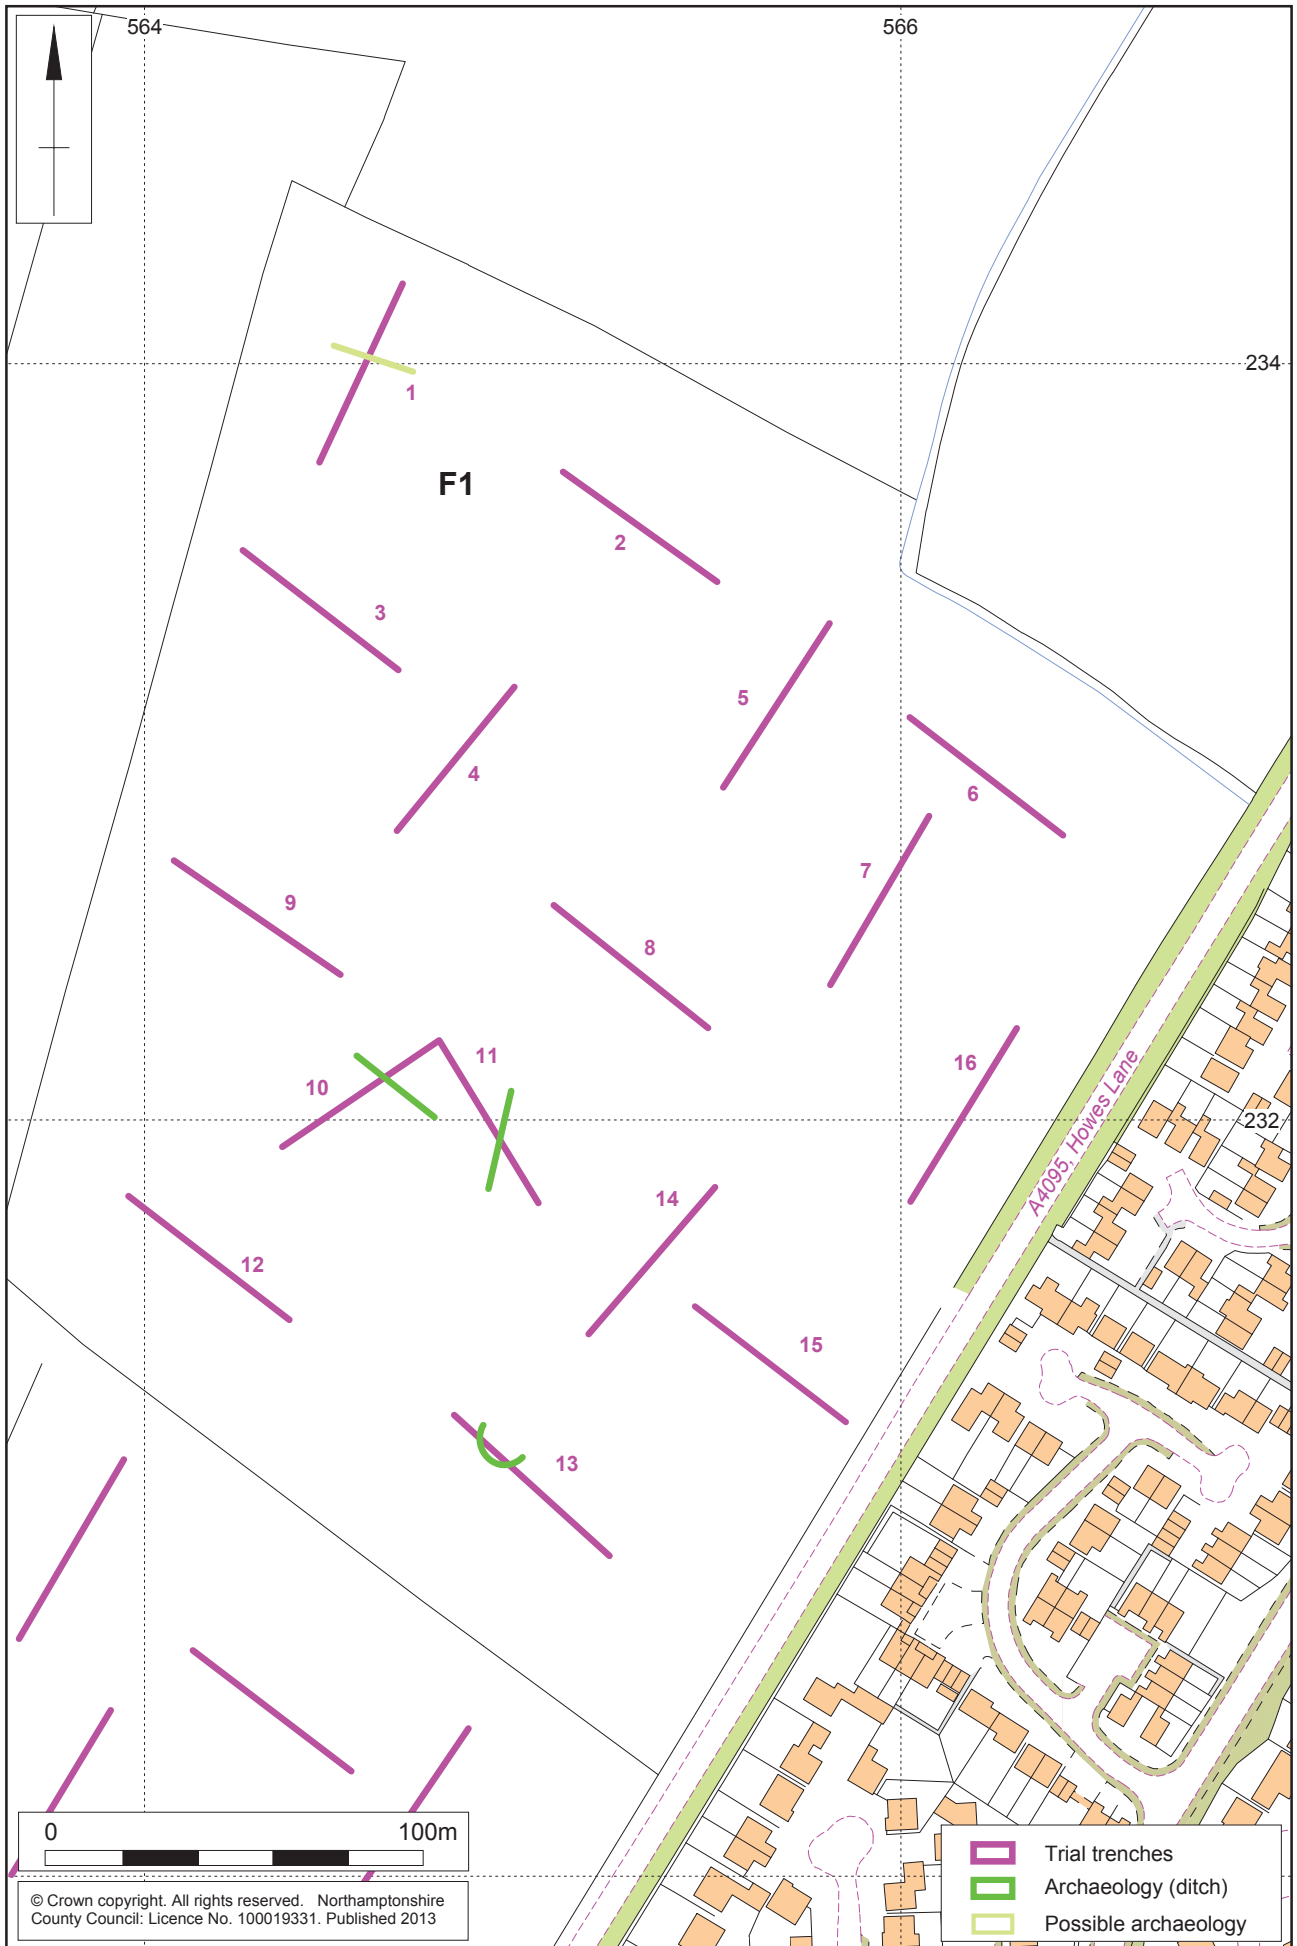 564
566
234
1
F1
2
3
5
4
6
7
9
8
11
16
10
232
A4095, Howes Lane
14
12
15
13
0 100m
© Crown copyright. All rights reserved. Northamptonshire
County Council: Licence No. 100019331. Published 2013
Trial trenches
Archaeology (ditch)
Possible archaeology